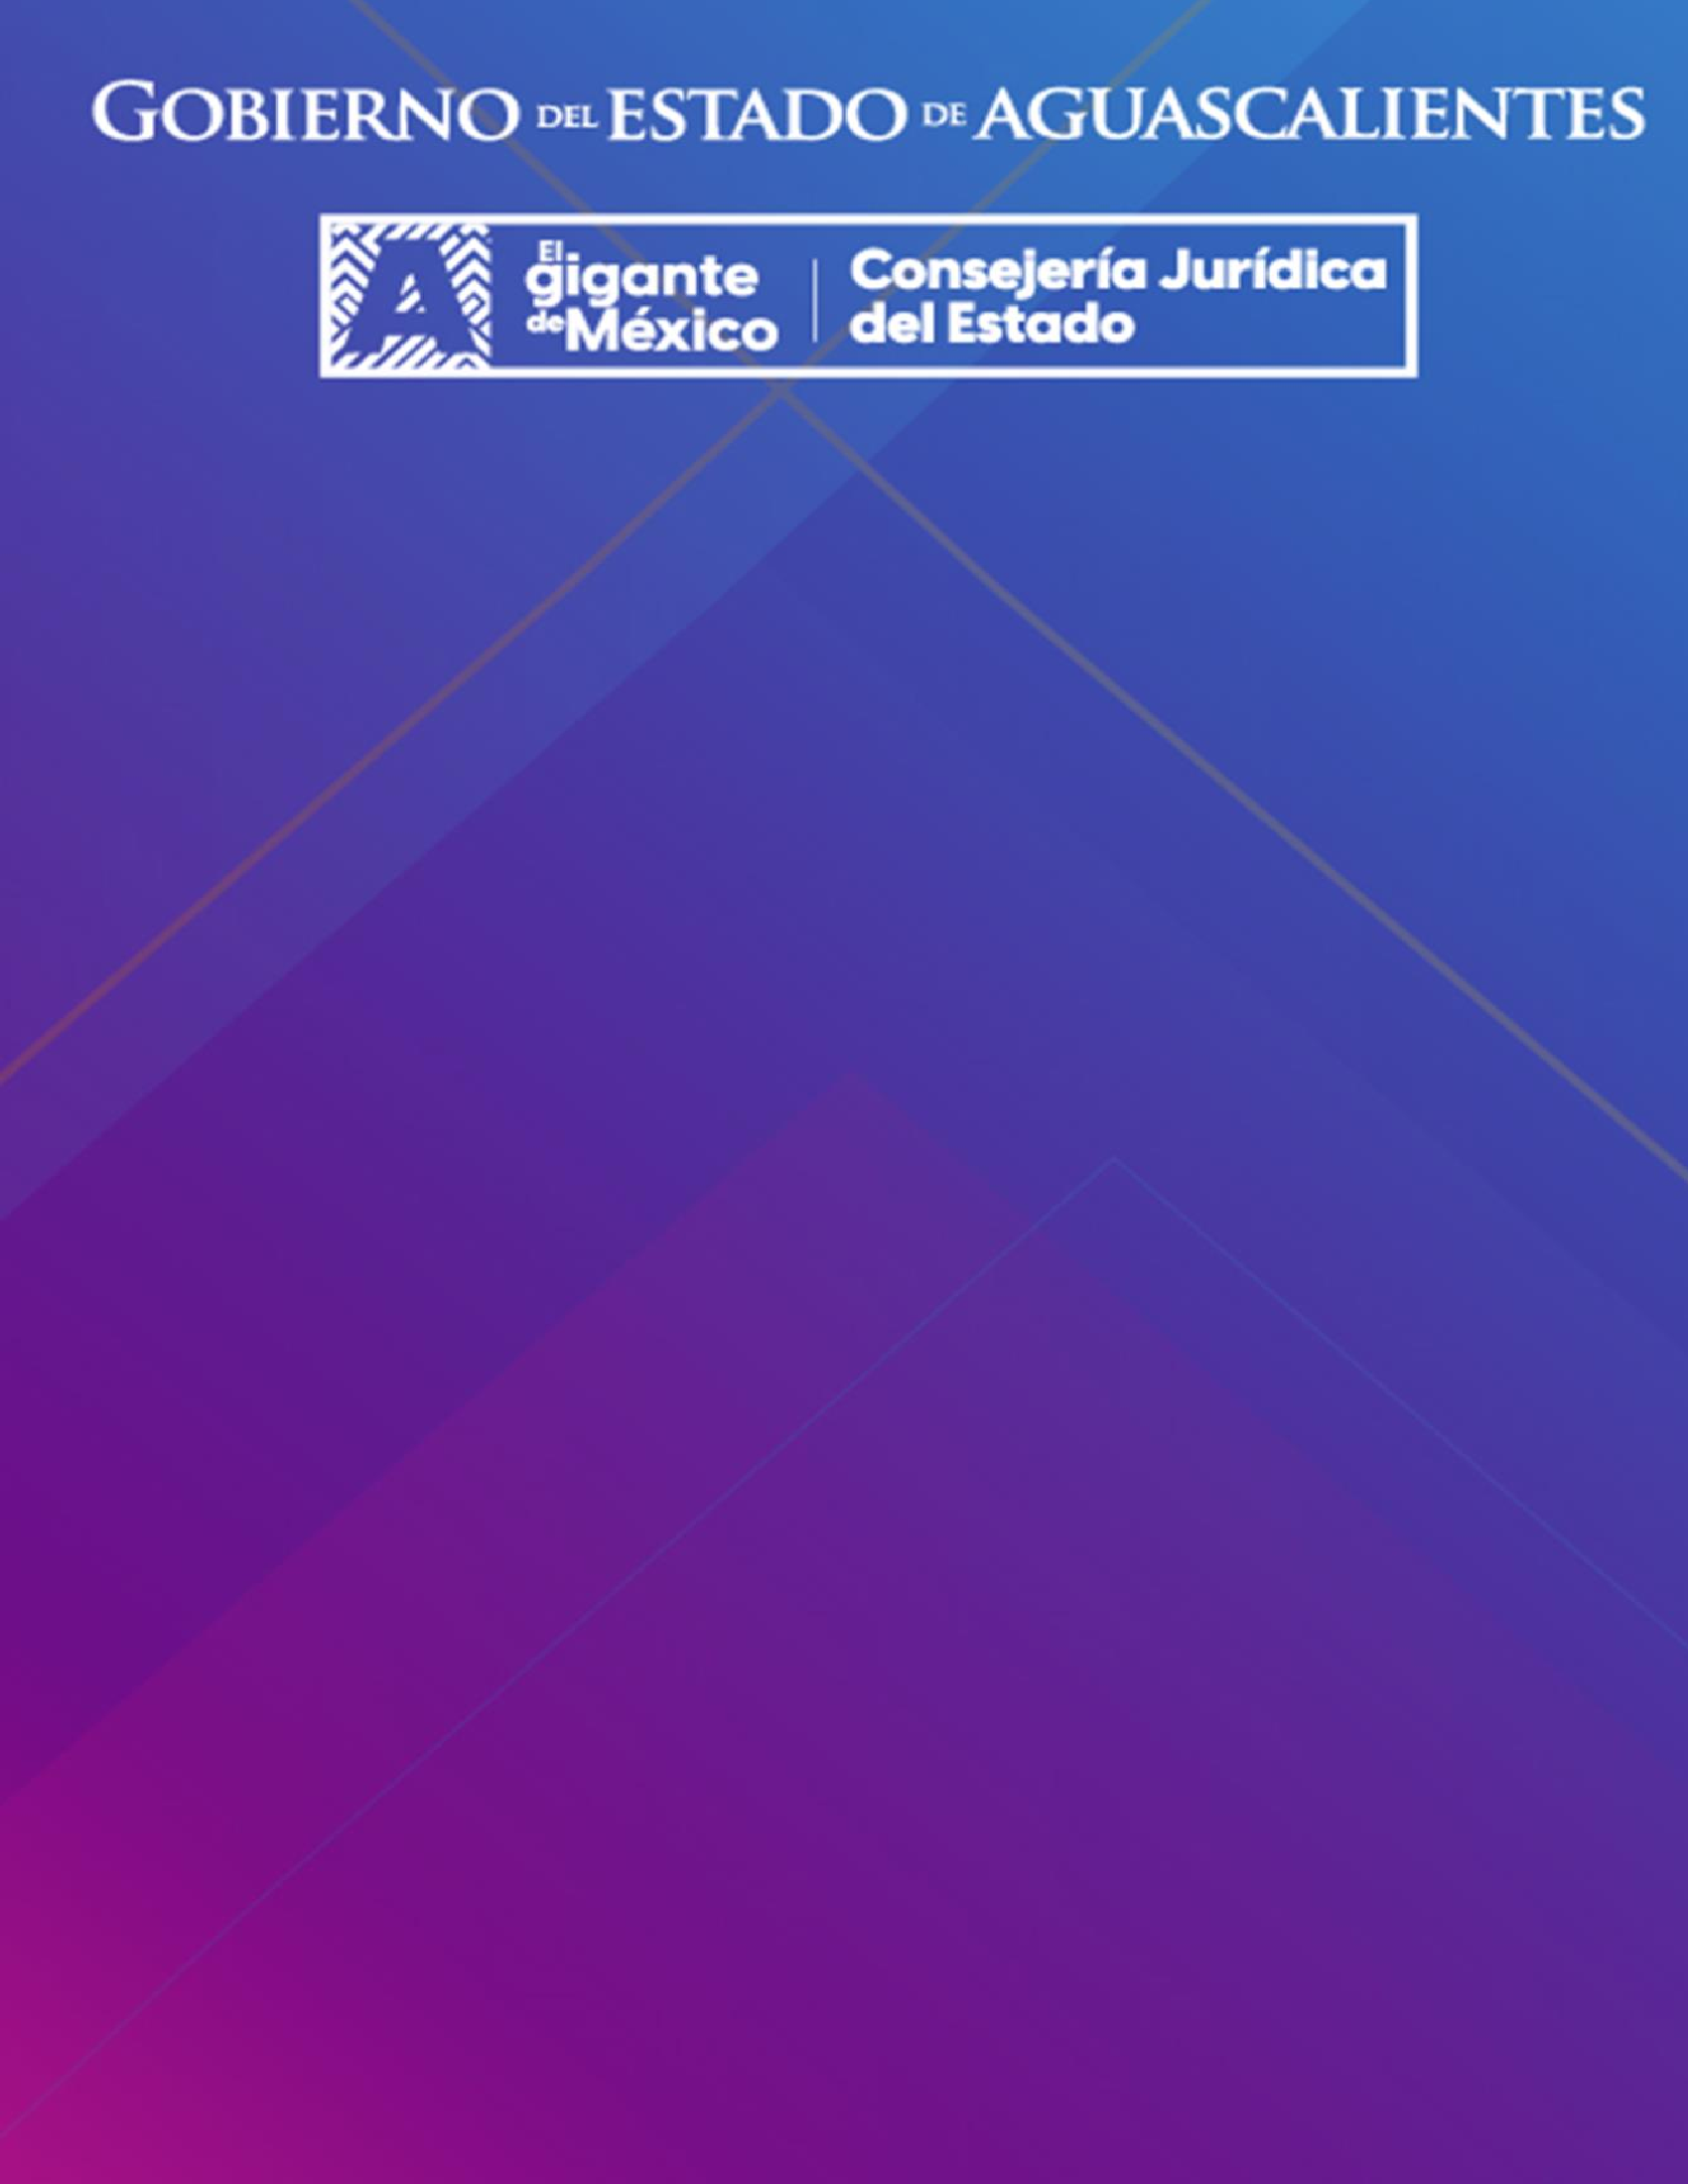 GOBIERNO DEL ESTADO DE AGUASCALIENTES
El gigante de México
Consejería Jurídica del Estado